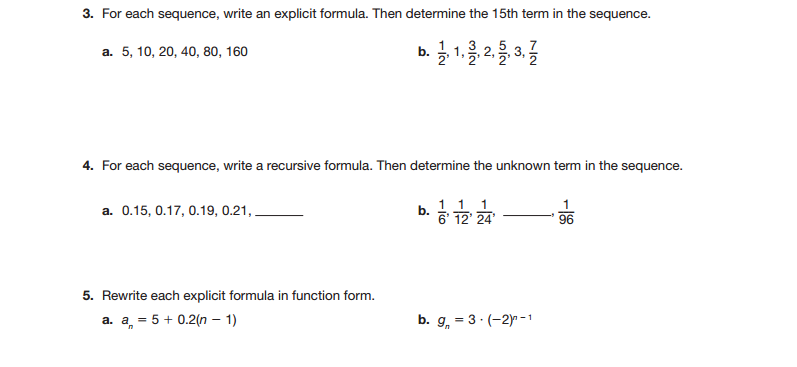 3. For each sequence, write an explicit formula. Then determine the 15th term in the sequence.
a. 5, 10, 20, 40, 80, 160
b. 1/2, 1, 3/2, 2, 5/2, 3, 7/2
4. For each sequence, write a recursive formula. Then determine the unknown term in the sequence.
a. 0.15, 0.17, 0.19, 0.21, ______
b. 1/6, 1/12, 1/24, ______, 1/96
5. Rewrite each explicit formula in function form.
a. aₙ = 5 + 0.2(n − 1)
b. gₙ = 3 · (−2)ⁿ⁻¹